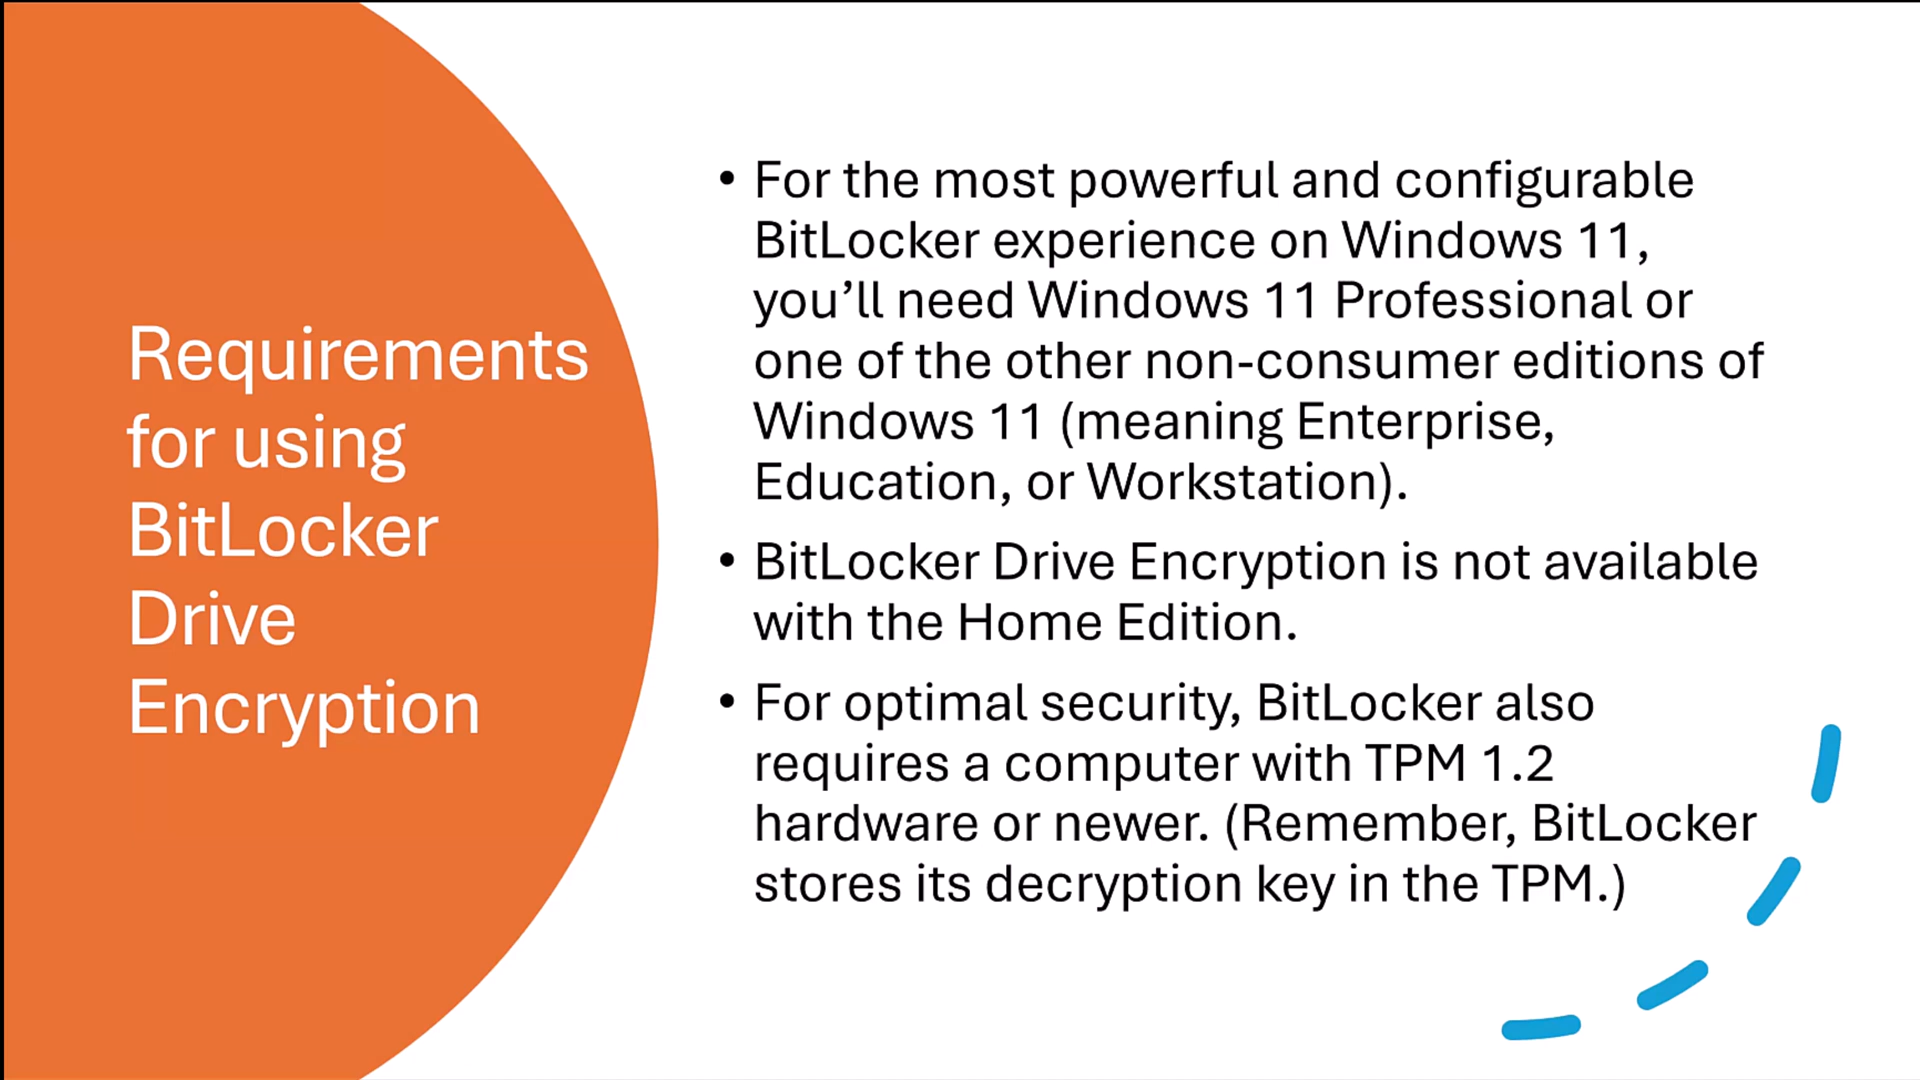 Requirements
for using
BitLocker
Drive
Encryption
• For the most powerful and configurable
BitLocker experience on Windows 11,
you’ll need Windows 11 Professional or
one of the other non-consumer editions of
Windows 11 (meaning Enterprise,
Education, or Workstation).
• BitLocker Drive Encryption is not available
with the Home Edition.
• For optimal security, BitLocker also
requires a computer with TPM 1.2
hardware or newer. (Remember, BitLocker
stores its decryption key in the TPM.)